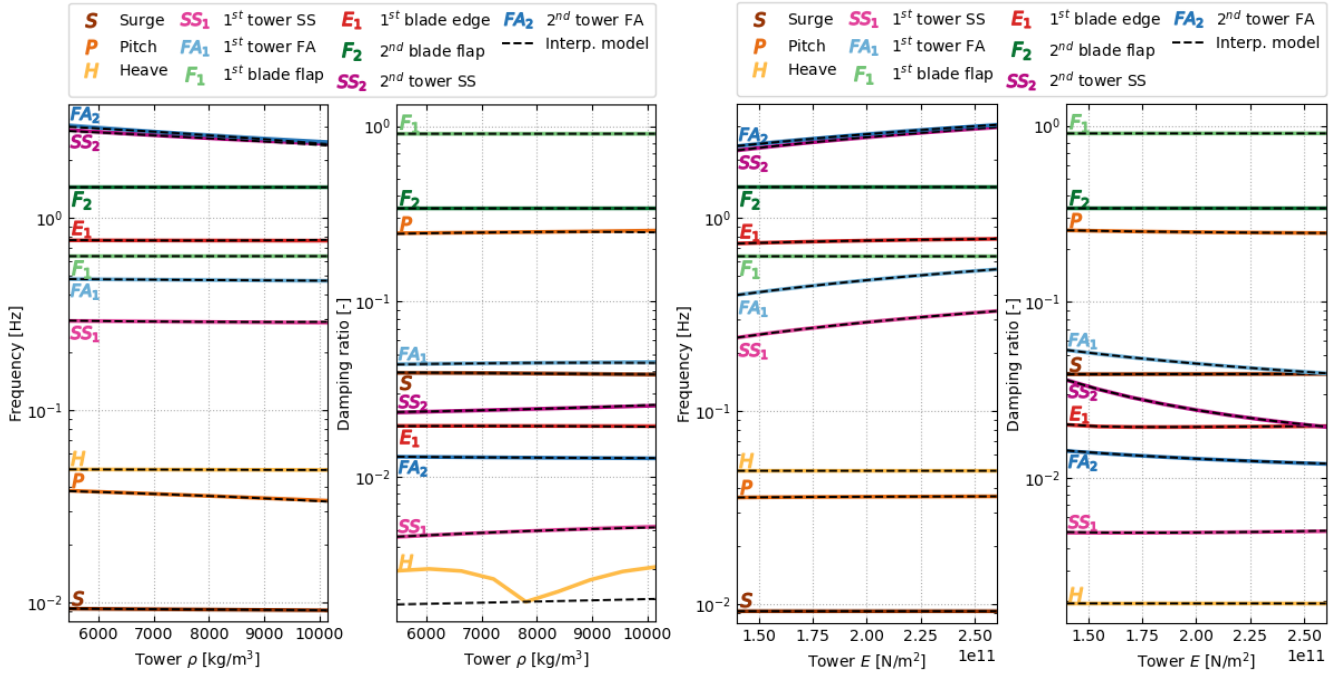 S Surge SS₁ 1ˢᵗ tower SS E₁ 1ˢᵗ blade edge FA₂ 2ⁿᵈ tower FA
P Pitch FA₁ 1ˢᵗ tower FA F₂ 2ⁿᵈ blade flap Interp. model
H Heave F₁ 1ˢᵗ blade flap SS₂ 2ⁿᵈ tower SS
Frequency [Hz]
10⁰
10⁻¹
10⁻²
FA₂
SS₂
F₂
E₁
F₁
FA₁
SS₁
H
P
S
6000 7000 8000 9000 10000
Tower ρ [kg/m³]
Damping ratio [-]
10⁰
10⁻¹
10⁻²
F₁
F₂
P
FA₁
S
SS₂
E₁
FA₂
SS₁
H
6000 7000 8000 9000 10000
Tower ρ [kg/m³]
S Surge SS₁ 1ˢᵗ tower SS E₁ 1ˢᵗ blade edge FA₂ 2ⁿᵈ tower FA
P Pitch FA₁ 1ˢᵗ tower FA F₂ 2ⁿᵈ blade flap Interp. model
H Heave F₁ 1ˢᵗ blade flap SS₂ 2ⁿᵈ tower SS
Frequency [Hz]
10⁰
10⁻¹
10⁻²
FA₂
SS₂
F₂
E₁
F₁
FA₁
SS₁
H
P
S
1.50 1.75 2.00 2.25 2.50
Tower E [N/m²] 1e11
Damping ratio [-]
10⁰
10⁻¹
10⁻²
F₁
F₂
P
FA₁
S
SS₂
E₁
FA₂
SS₁
H
1.50 1.75 2.00 2.25 2.50
Tower E [N/m²] 1e11